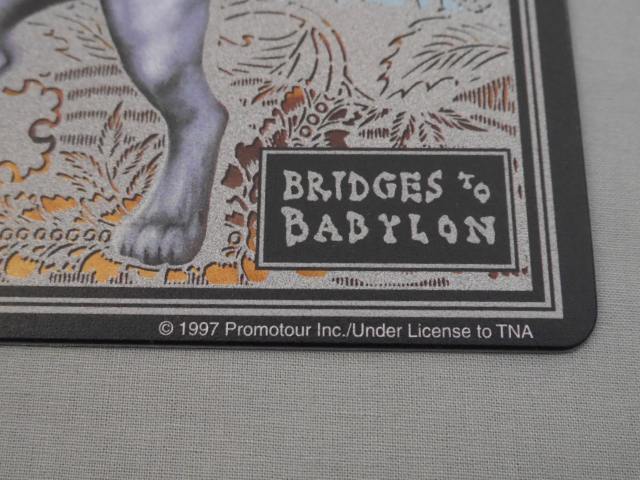 BRIDGES TO
BABYLON
© 1997 Promotour Inc./Under License to TNA